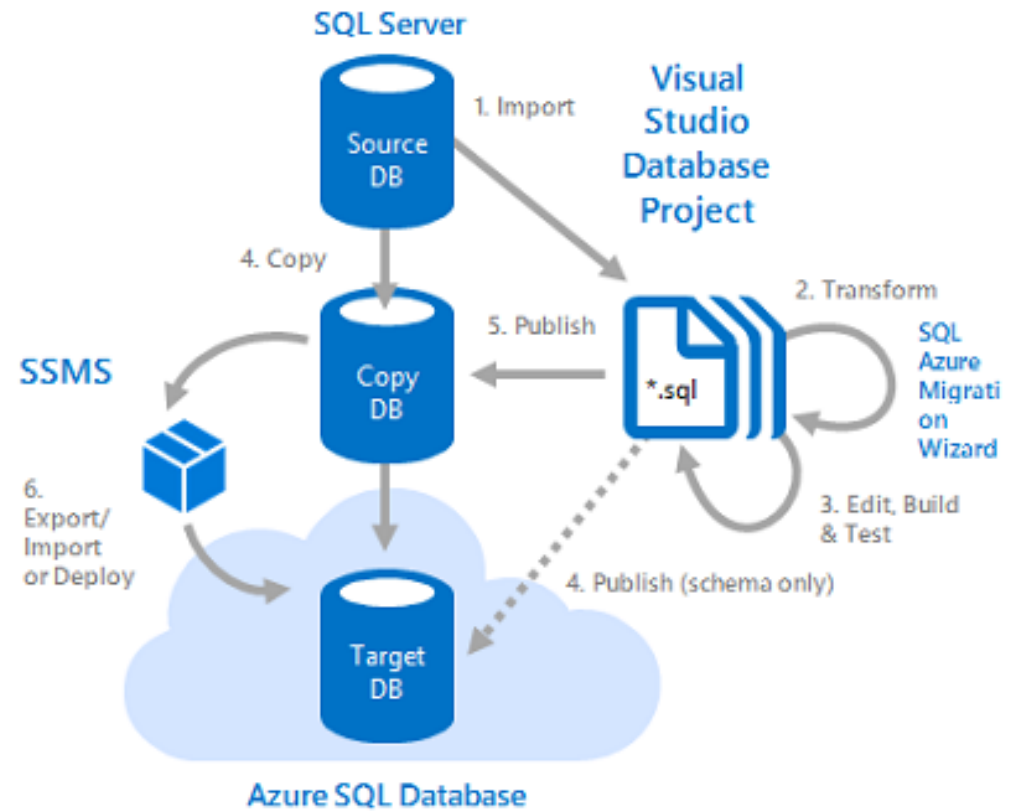 SQL Server
Source
DB
1. Import
Visual
Studio
Database
Project
4. Copy
2. Transform
SQL
Azure
Migrati
on
Wizard
5. Publish
*.sql
SSMS
Copy
DB
3. Edit, Build
& Test
6.
Export/
Import
or Deploy
4. Publish (schema only)
Target
DB
Azure SQL Database